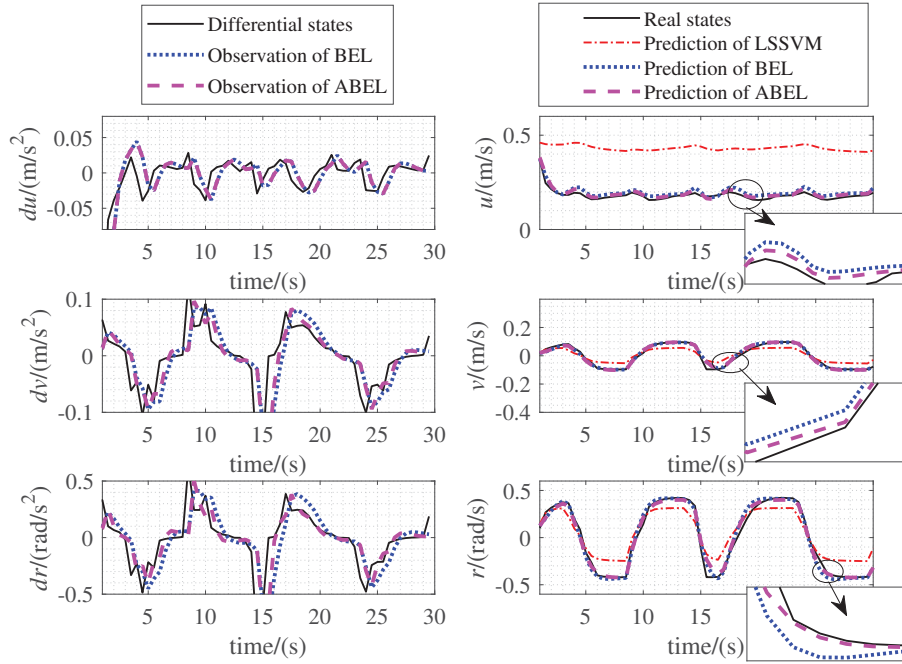 Differential states
Observation of BEL
Observation of ABEL
Real states
Prediction of LSSVM
Prediction of BEL
Prediction of ABEL
0.05
0
-0.05
du/(m/s²)
5 10 15 20 25 30
time/(s)
0.5
0
u/(m/s)
5 10 15
time/(s)
0.1
0
-0.1
dv/(m/s²)
5 10 15 20 25 30
time/(s)
0.2
0
-0.2
-0.4
v/(m/s)
5 10 15
time/(s)
0.5
0
-0.5
dr/(rad/s²)
5 10 15 20 25 30
time/(s)
0.5
0
-0.5
r/(rad/s)
5 10 15
time/(s)